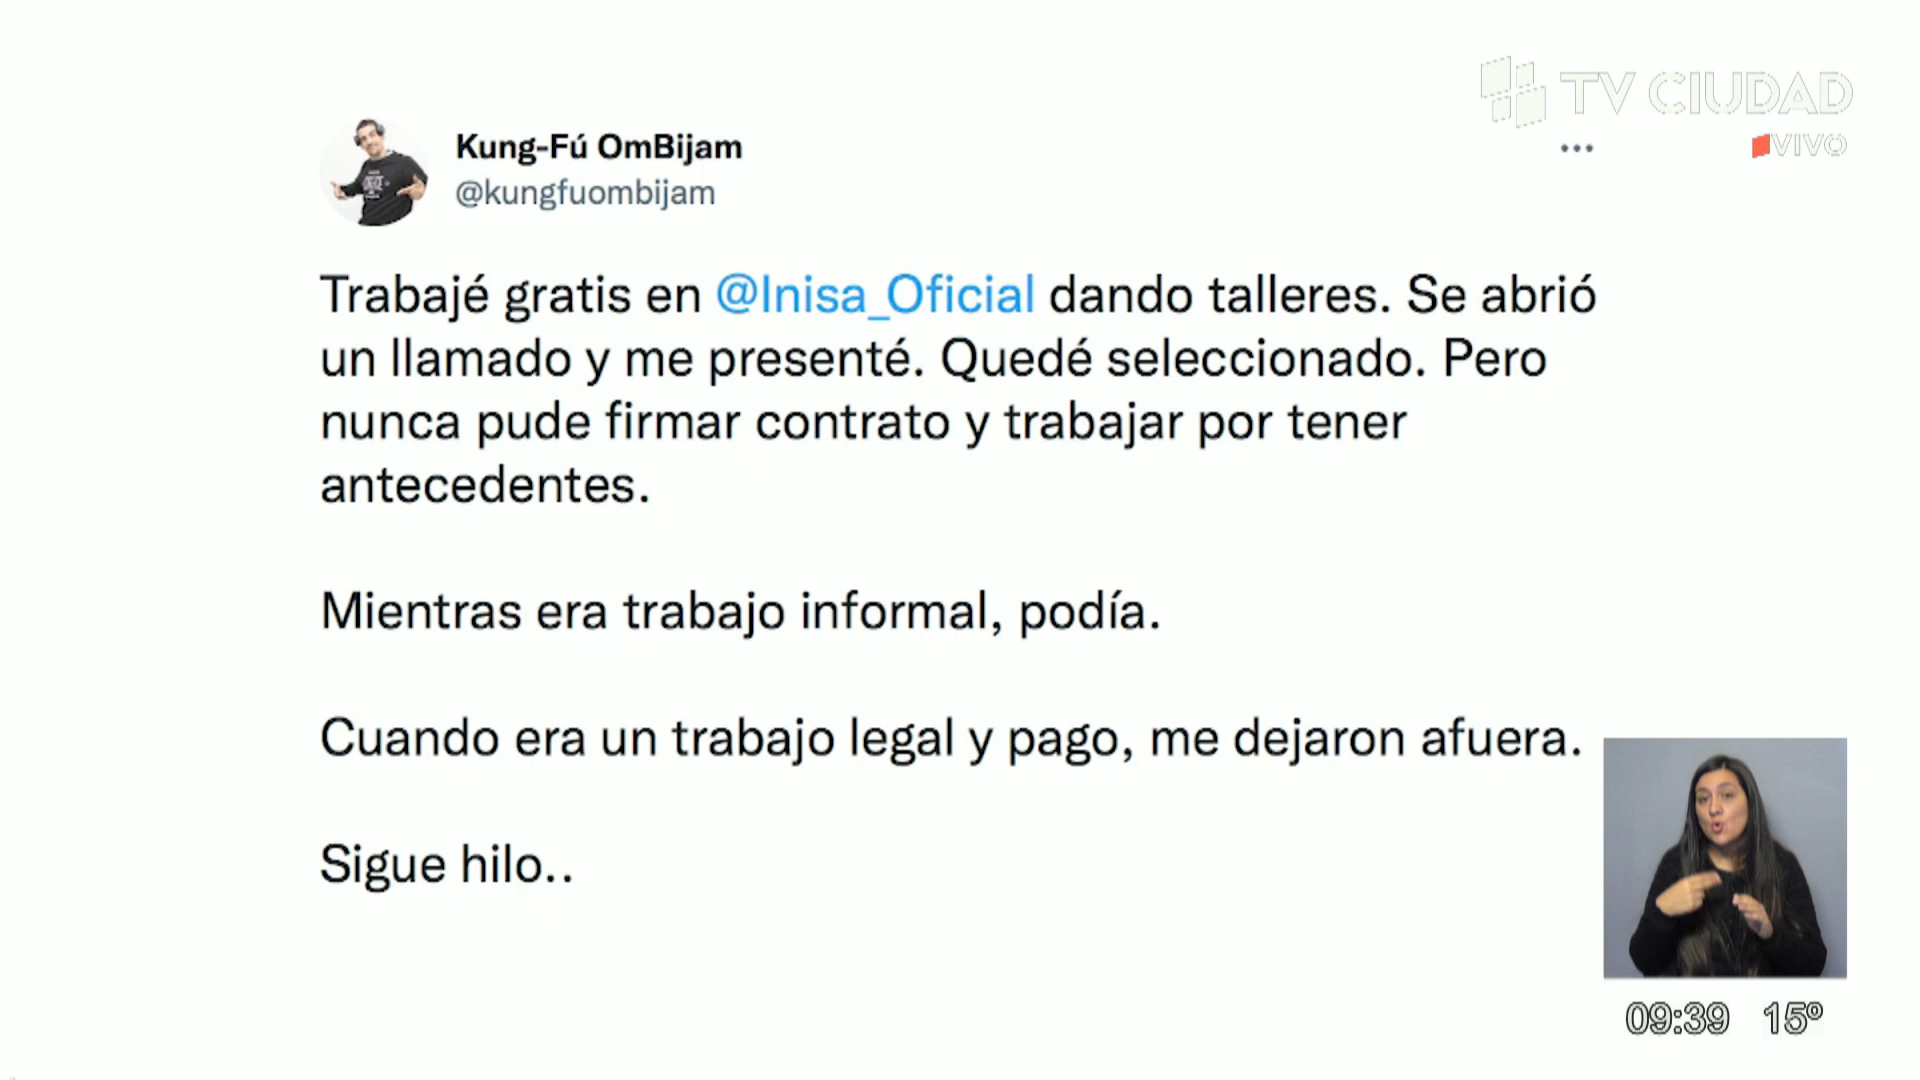 TV CIUDAD
VIVO
Kung-Fú OmBijam
@kungfuombijam
Trabajé gratis en @Inisa_Oficial dando talleres. Se abrió
un llamado y me presenté. Quedé seleccionado. Pero
nunca pude firmar contrato y trabajar por tener
antecedentes.
Mientras era trabajo informal, podía.
Cuando era un trabajo legal y pago, me dejaron afuera.
Sigue hilo..
09:39 15º